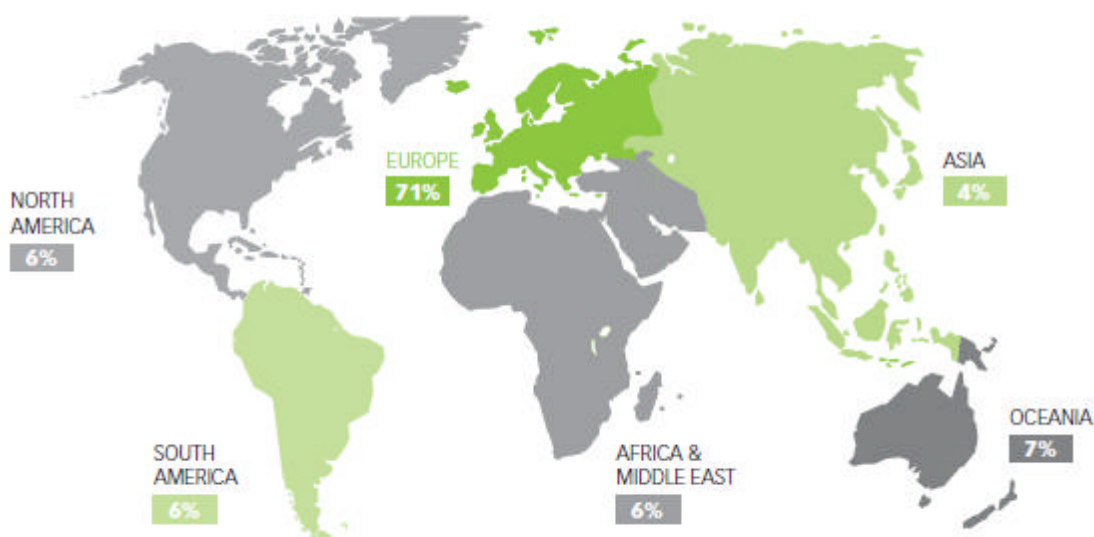 EUROPE
71%
ASIA
4%
NORTH
AMERICA
6%
OCEANIA
7%
SOUTH
AMERICA
6%
AFRICA &
MIDDLE EAST
6%